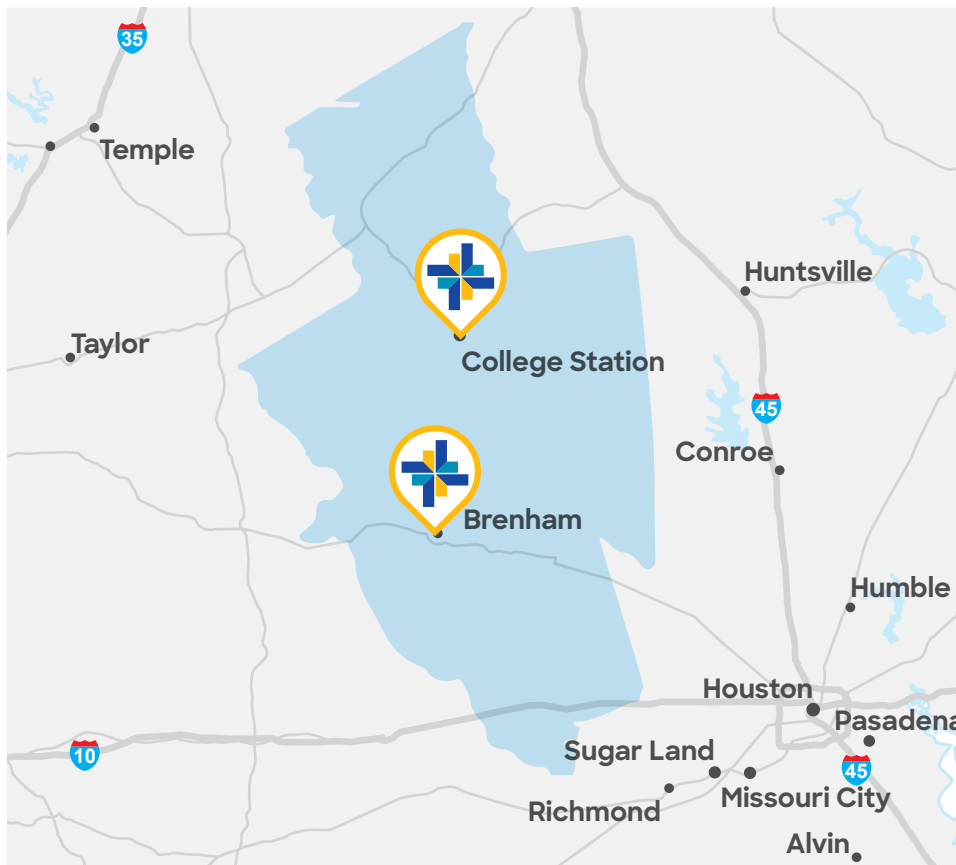 35
Temple
Huntsville
Taylor
College Station
45
Conroe
Brenham
Humble
Houston
Pasadena
10
Sugar Land
45
Richmond
Missouri City
Alvin